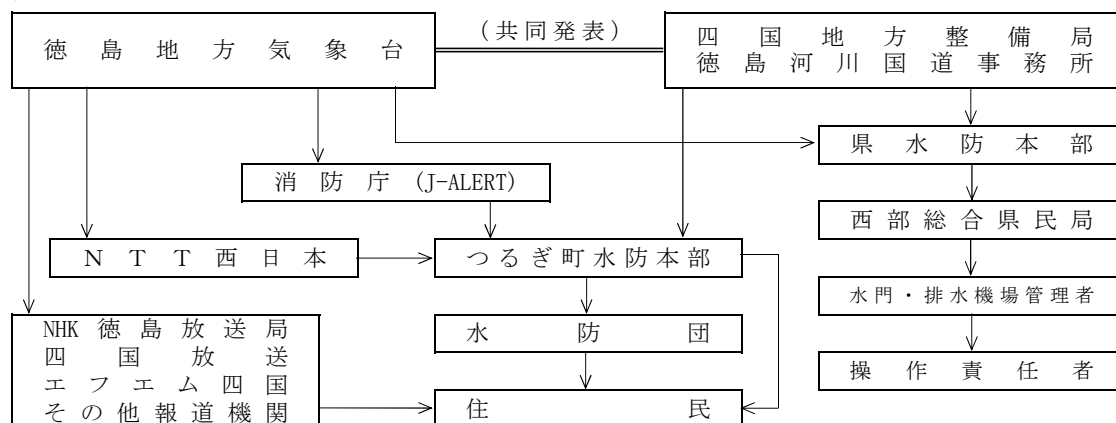 徳島地方気象台
（共同発表）
四国地方整備局
徳島河川国道事務所
県水防本部
消防庁（J-ALERT）
西部総合県民局
ＮＴＴ西日本
つるぎ町水防本部
水門・排水機場管理者
NHK徳島放送局
四国放送
エフエム四国
その他報道機関
水防団
操作責任者
住民